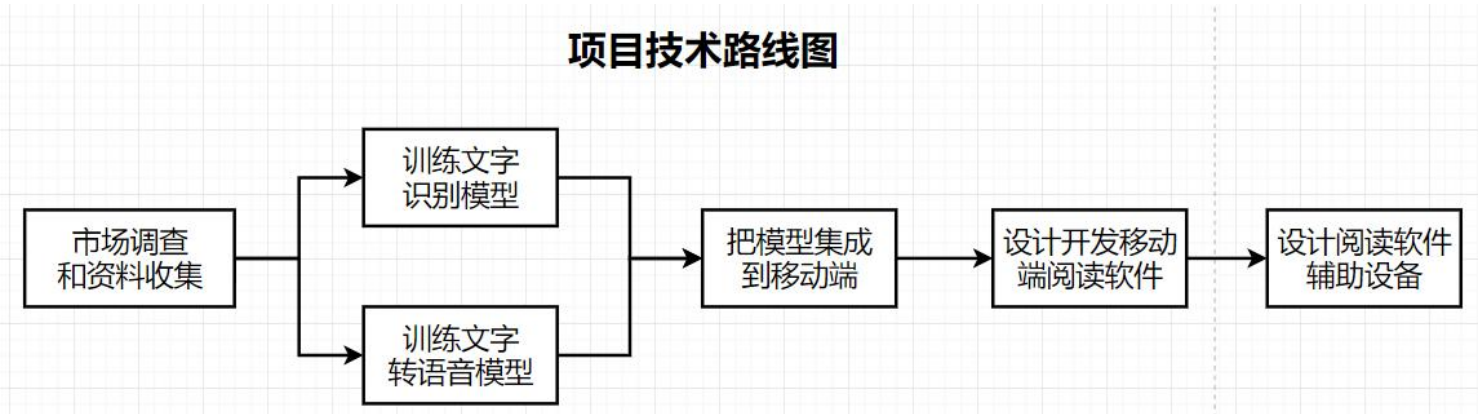 项目技术路线图
市场调查
和资料收集
训练文字
识别模型
训练文字
转语音模型
把模型集成
到移动端
设计开发移动
端阅读软件
设计阅读软件
辅助设备